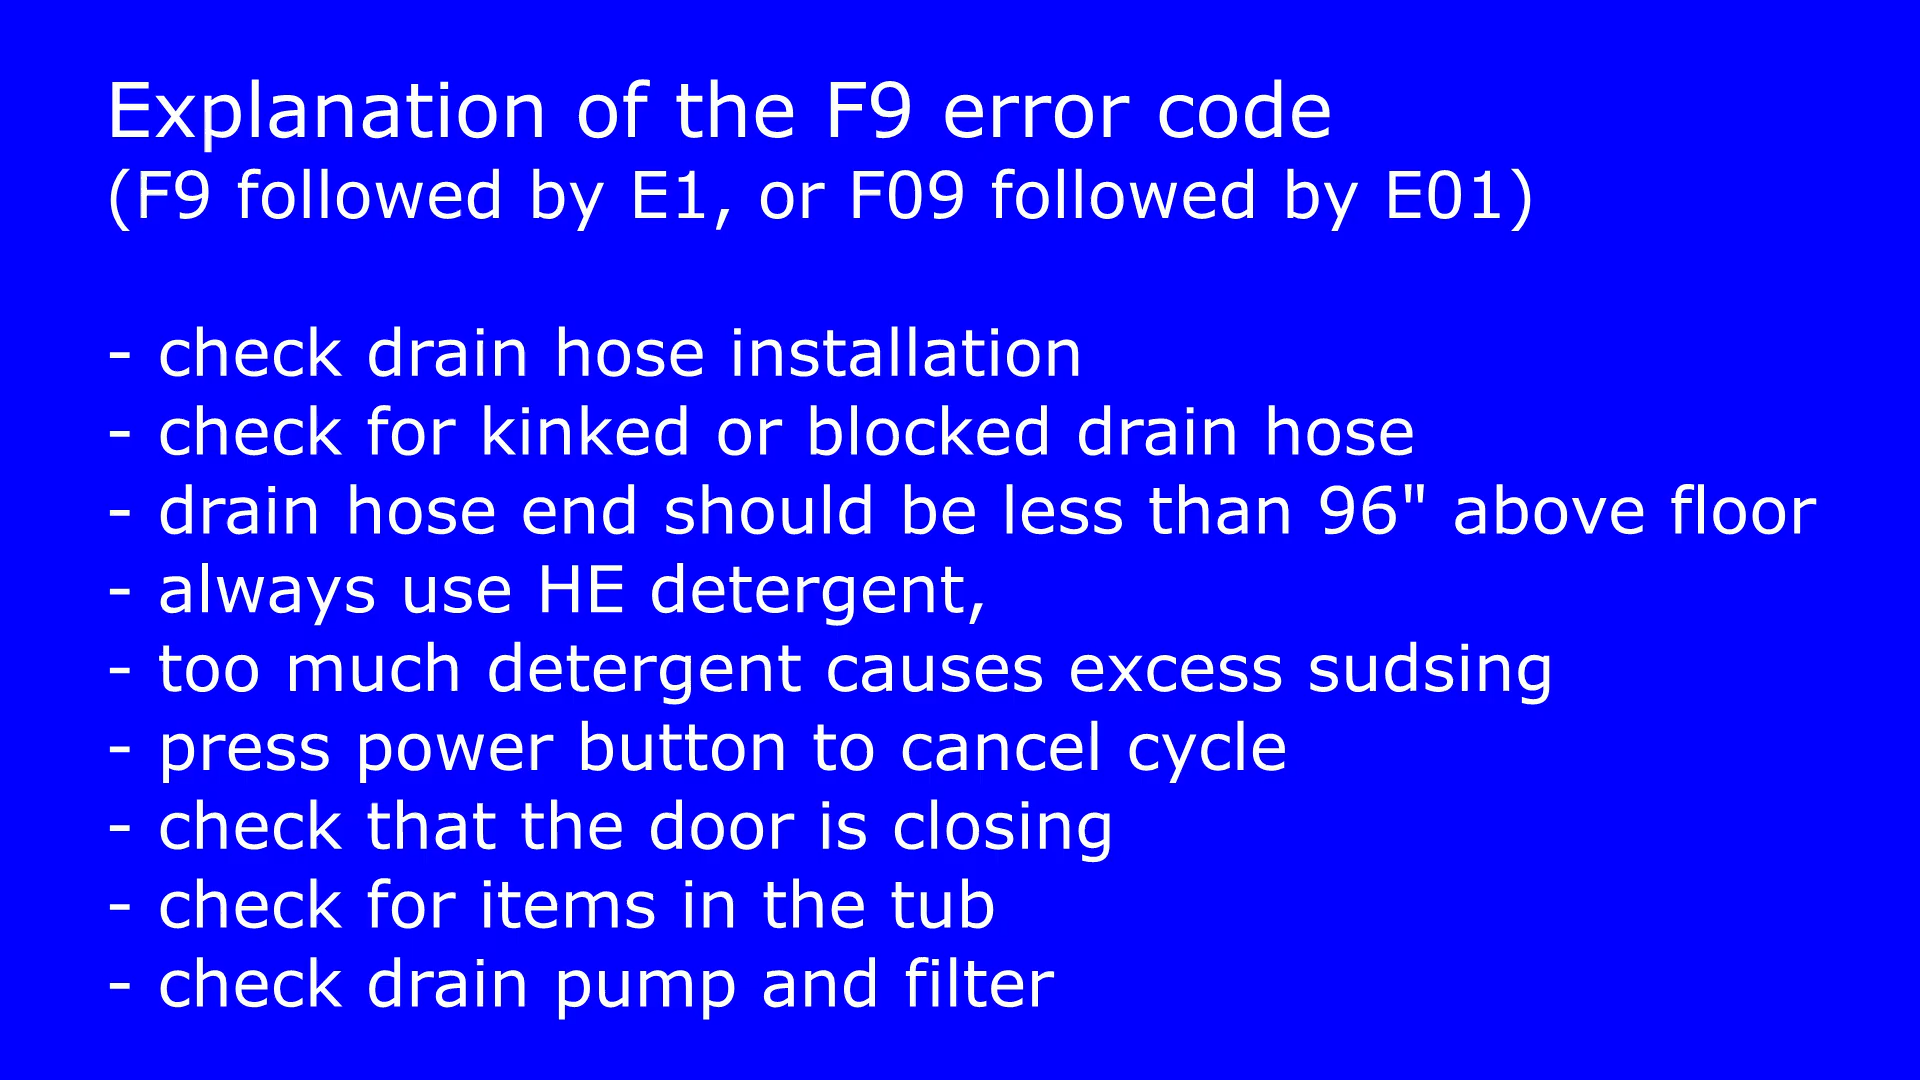 Explanation of the F9 error code
(F9 followed by E1, or F09 followed by E01)
- check drain hose installation
- check for kinked or blocked drain hose
- drain hose end should be less than 96" above floor
- always use HE detergent,
- too much detergent causes excess sudsing
- press power button to cancel cycle
- check that the door is closing
- check for items in the tub
- check drain pump and filter